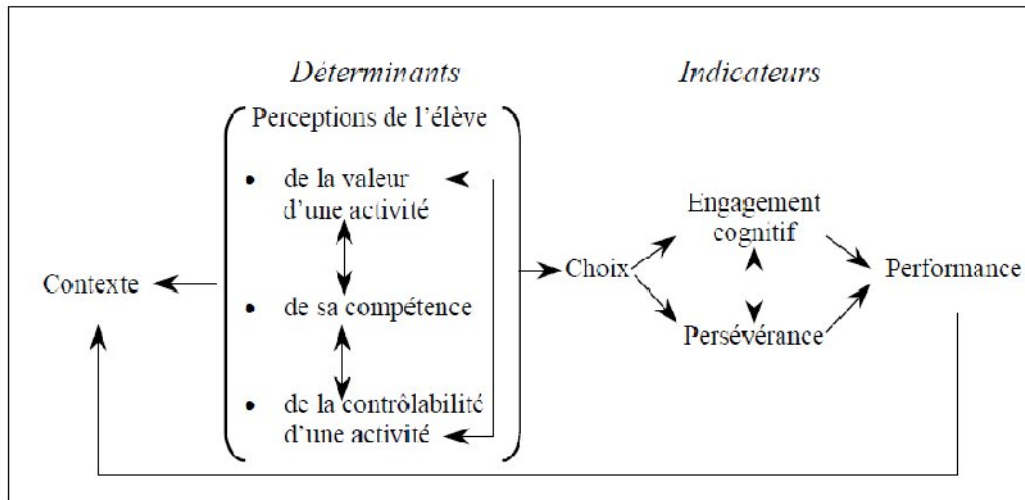 Déterminants
Indicateurs
Perceptions de l'élève
• de la valeur
d'une activité
• de sa compétence
• de la contrôlabilité
d'une activité
Contexte
Choix
Engagement
cognitif
Persévérance
Performance